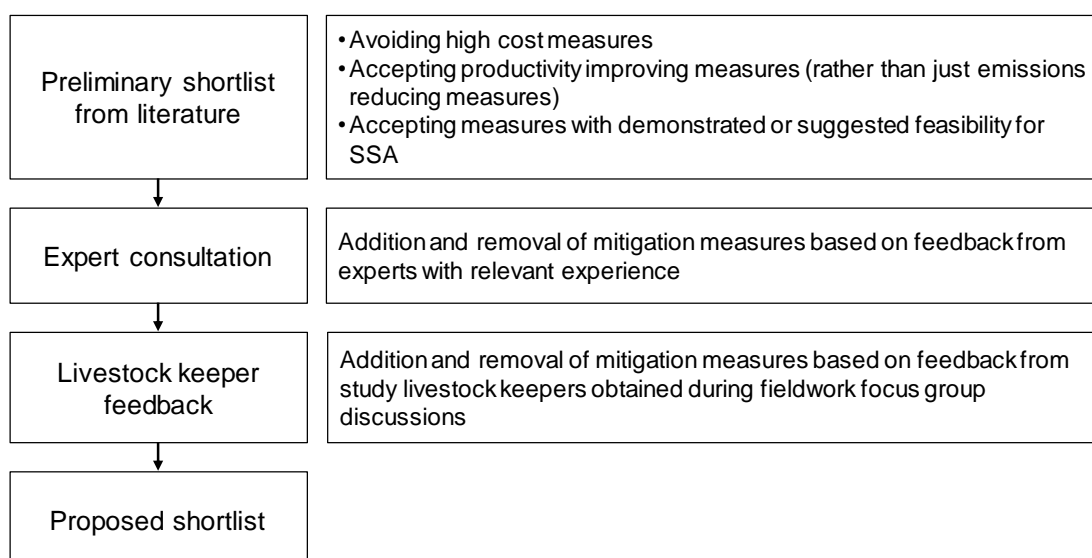 Preliminary shortlist
from literature
• Avoiding high cost measures
• Accepting productivity improving measures (rather than just emissions
reducing measures)
• Accepting measures with demonstrated or suggested feasibility for
SSA
Expert consultation
Addition and removal of mitigation measures based on feedback from
experts with relevant experience
Livestock keeper
feedback
Addition and removal of mitigation measures based on feedback from
study livestock keepers obtained during fieldwork focus group
discussions
Proposed shortlist